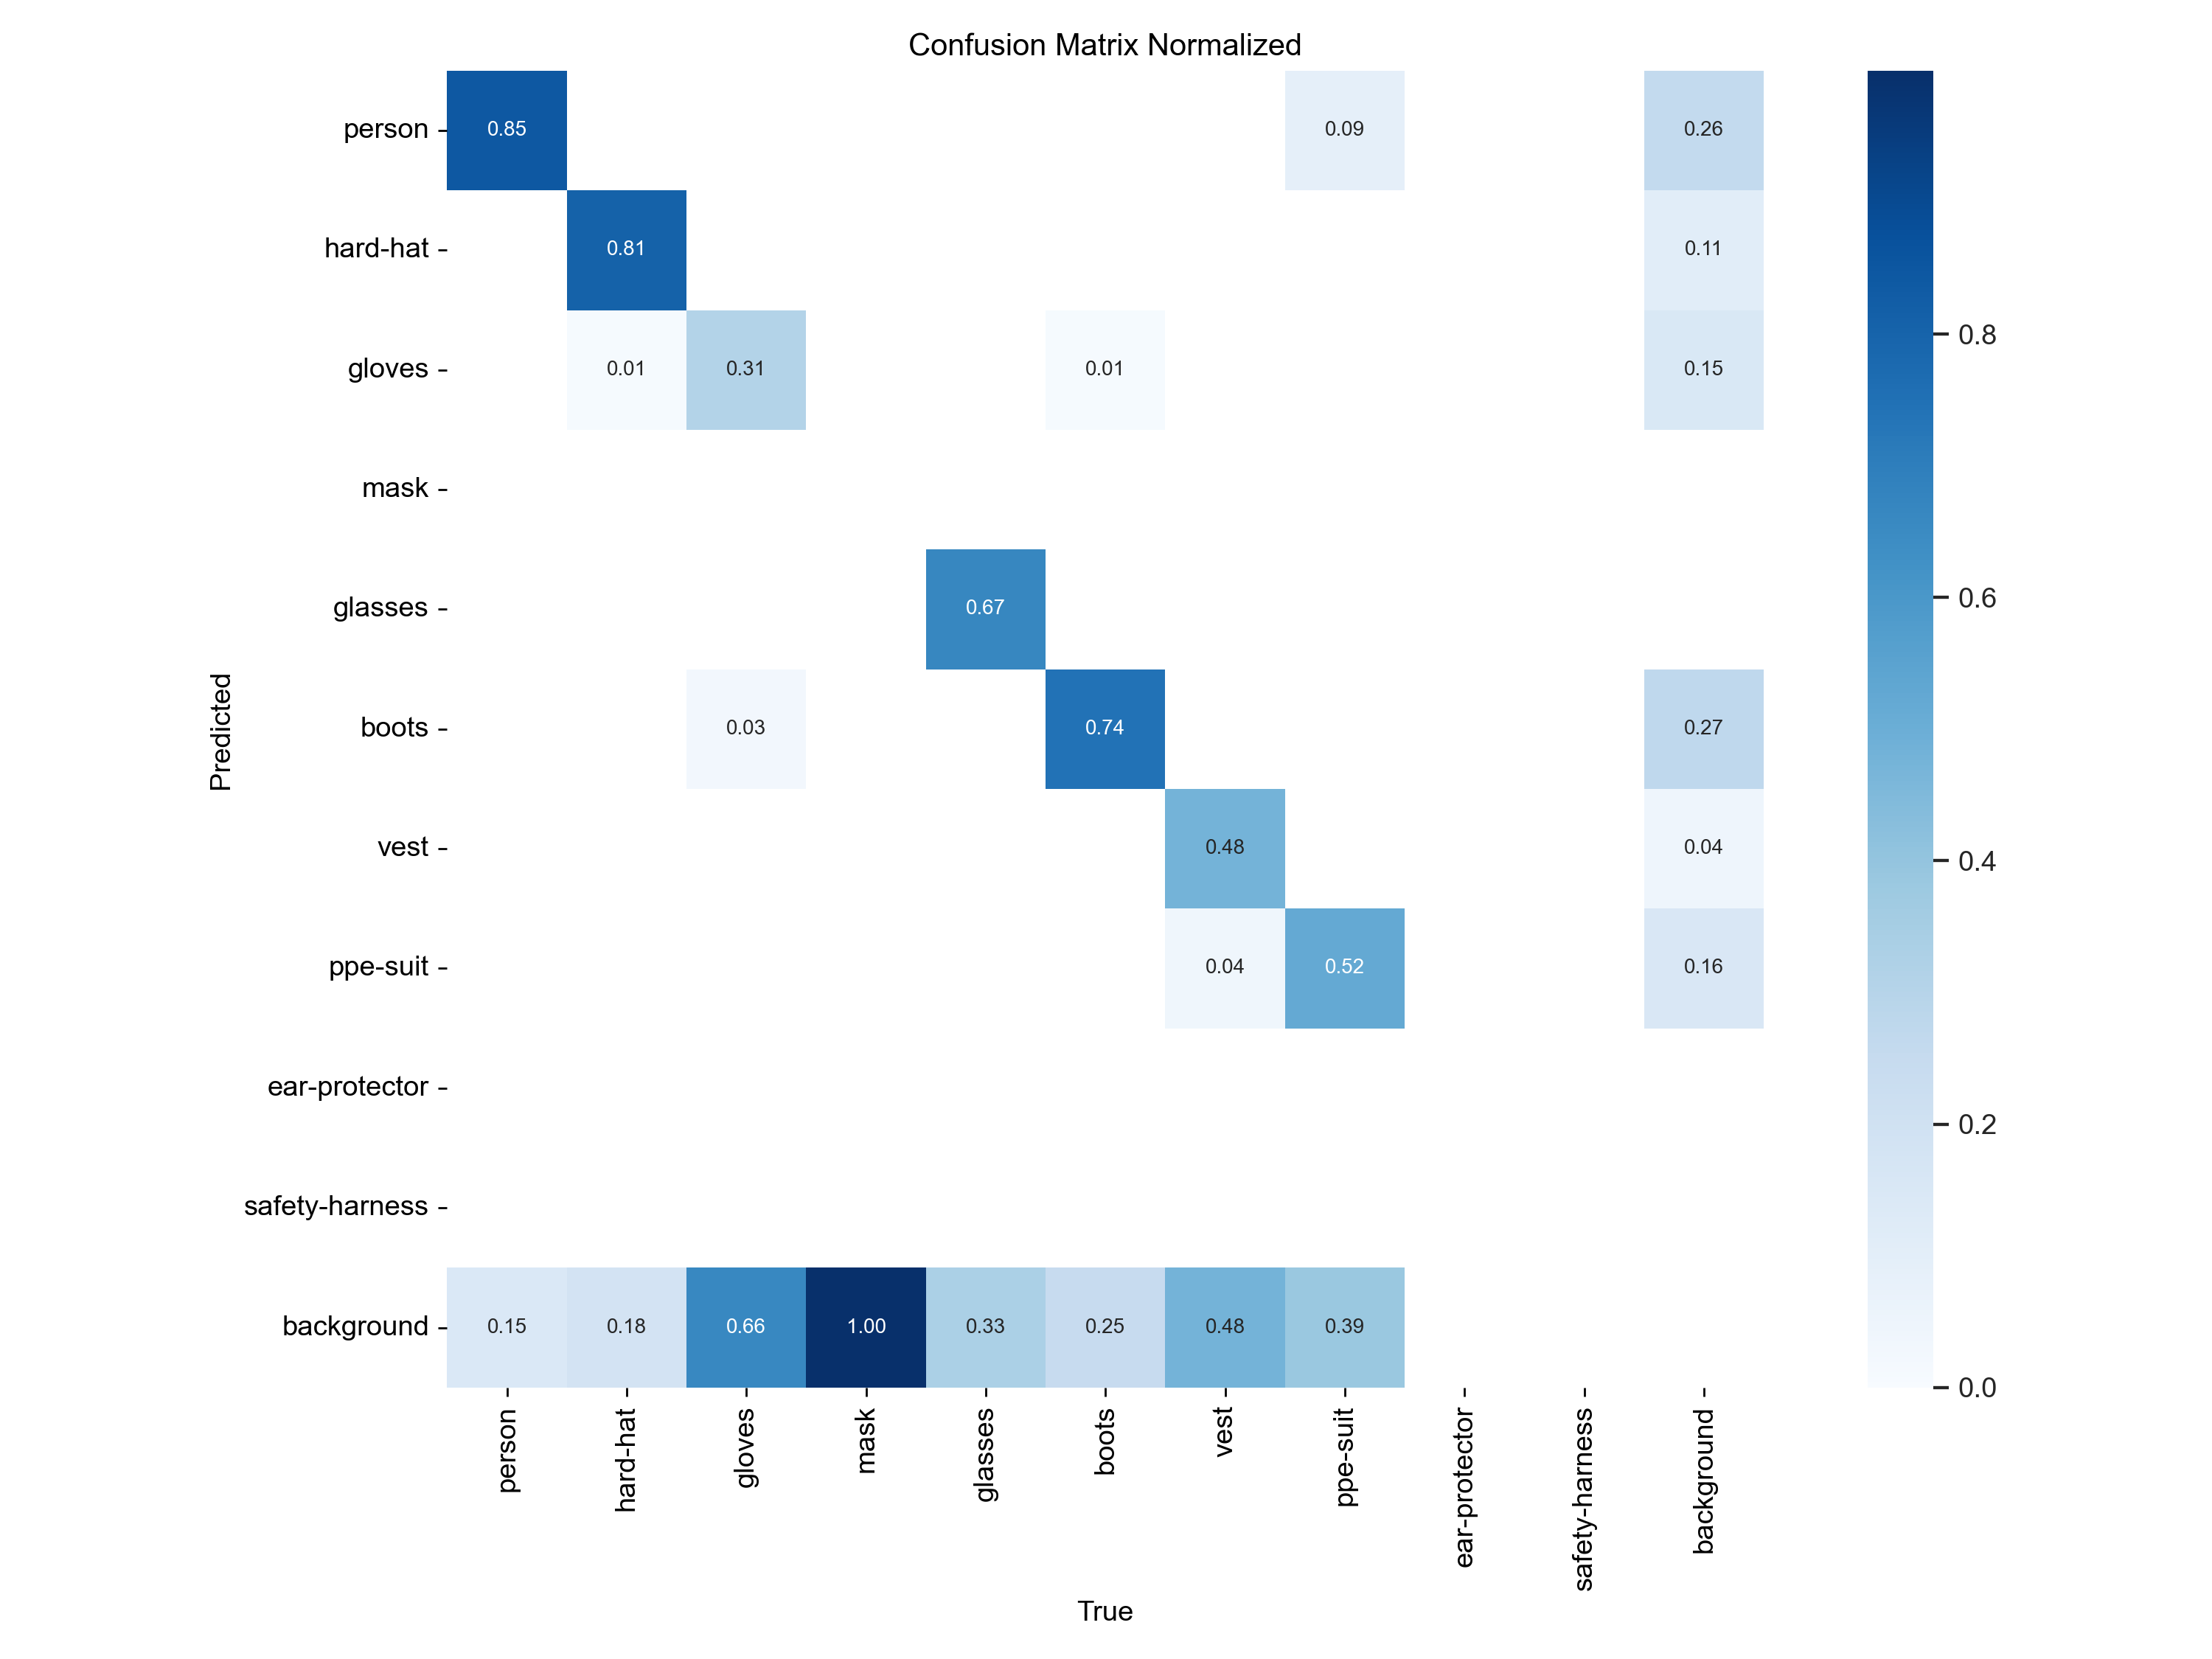 Confusion Matrix Normalized
person 0.85 0.09 0.26
hard-hat 0.81 0.11
gloves 0.01 0.31 0.01 0.15
mask
glasses 0.67
boots 0.03 0.74 0.27
vest 0.48 0.04
ppe-suit 0.04 0.52 0.16
ear-protector
safety-harness
background 0.15 0.18 0.66 1.00 0.33 0.25 0.48 0.39
Predicted
person
hard-hat
gloves
mask
glasses
boots
vest
ppe-suit
ear-protector
safety-harness
background
True
0.8
0.6
0.4
0.2
0.0